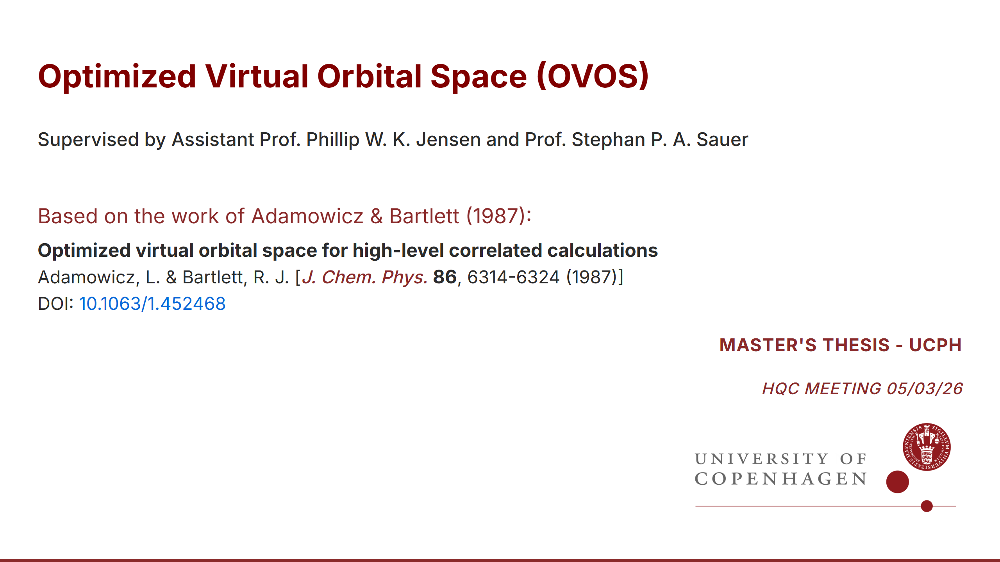 Optimized Virtual Orbital Space (OVOS)
Supervised by Assistant Prof. Phillip W. K. Jensen and Prof. Stephan P. A. Sauer
Based on the work of Adamowicz & Bartlett (1987):
Optimized virtual orbital space for high-level correlated calculations
Adamowicz, L. & Bartlett, R. J. [J. Chem. Phys. 86, 6314-6324 (1987)]
DOI: 10.1063/1.452468
MASTER'S THESIS - UCPH
HQC MEETING 05/03/26
UNIVERSITY OF
COPENHAGEN
SIGILLVM VNIVERSITATIS HAFNIENSIS